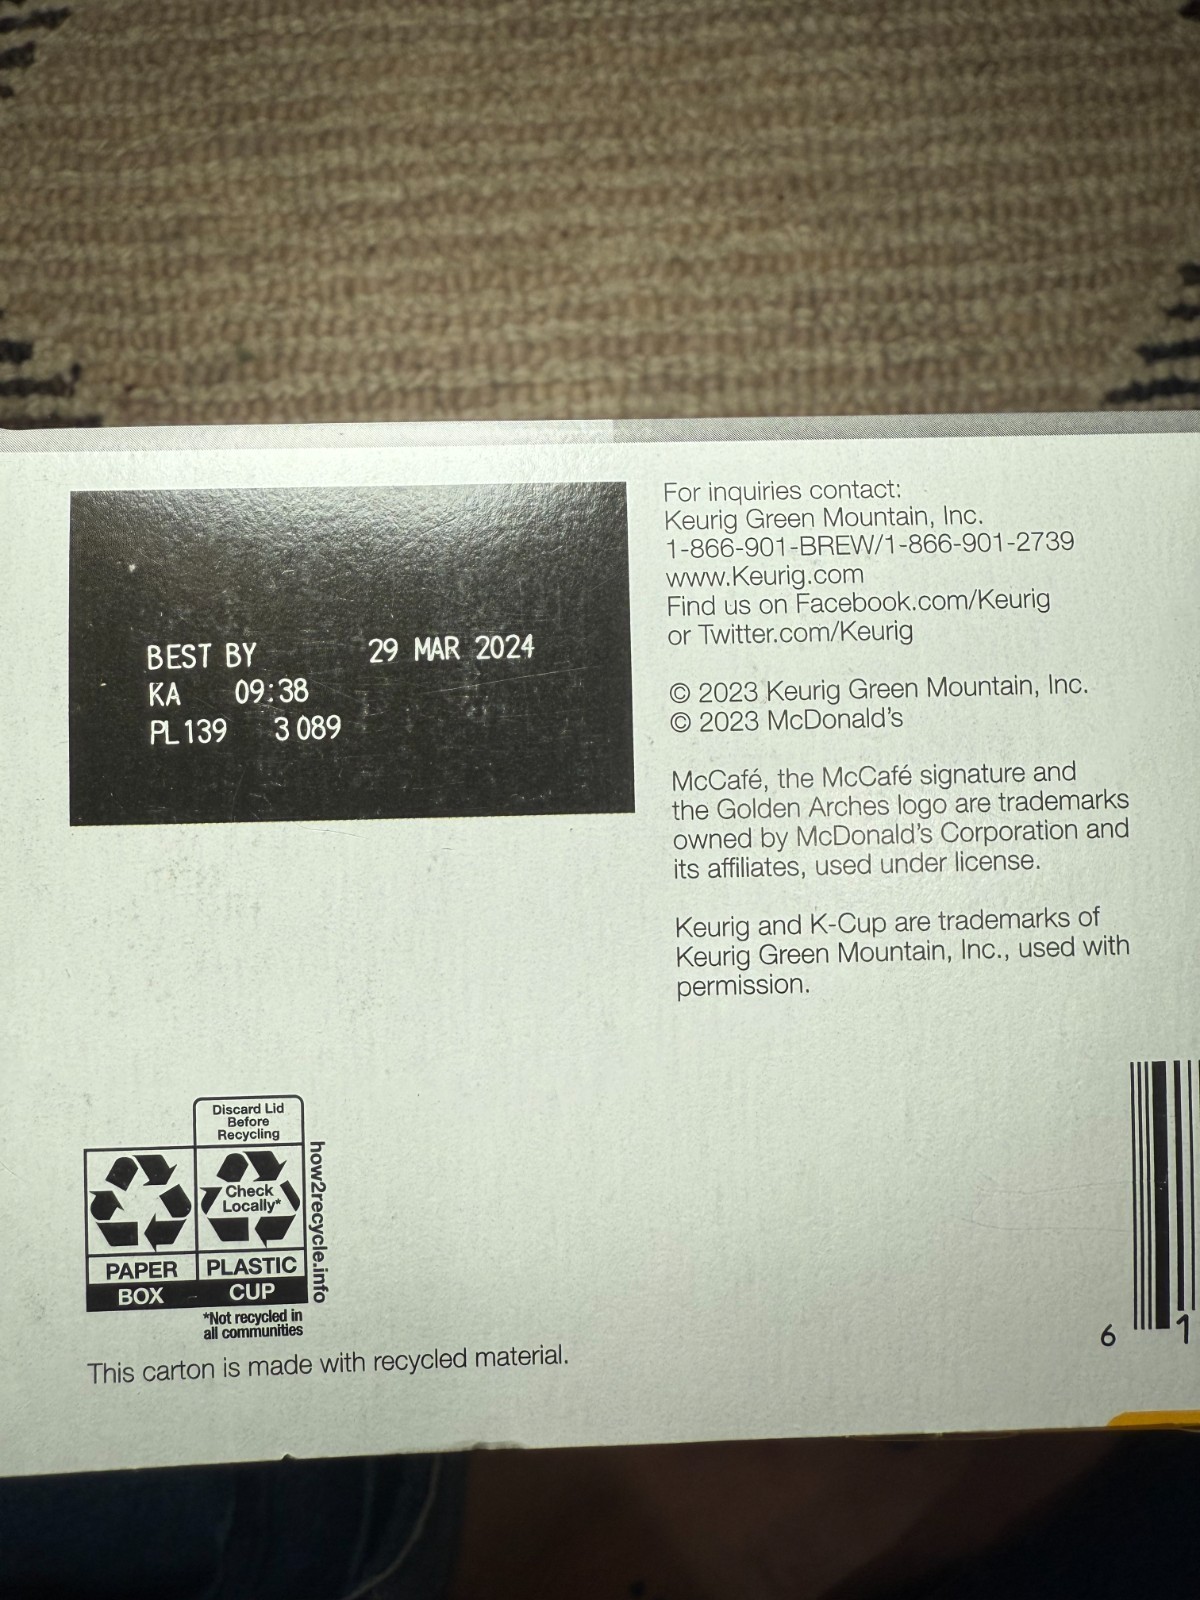 BEST BY 29 MAR 2024
KA 09:38
PL139 3 089
For inquiries contact:
Keurig Green Mountain, Inc.
1-866-901-BREW/1-866-901-2739
www.Keurig.com
Find us on Facebook.com/Keurig
or Twitter.com/Keurig
© 2023 Keurig Green Mountain, Inc.
© 2023 McDonald's
McCafé, the McCafé signature and
the Golden Arches logo are trademarks
owned by McDonald's Corporation and
its affiliates, used under license.
Keurig and K-Cup are trademarks of
Keurig Green Mountain, Inc., used with
permission.
Discard Lid
Before
Recycling
Check
Locally*
PAPER
BOX
PLASTIC
CUP
how2recycle.info
*Not recycled in
all communities
This carton is made with recycled material.
6 1